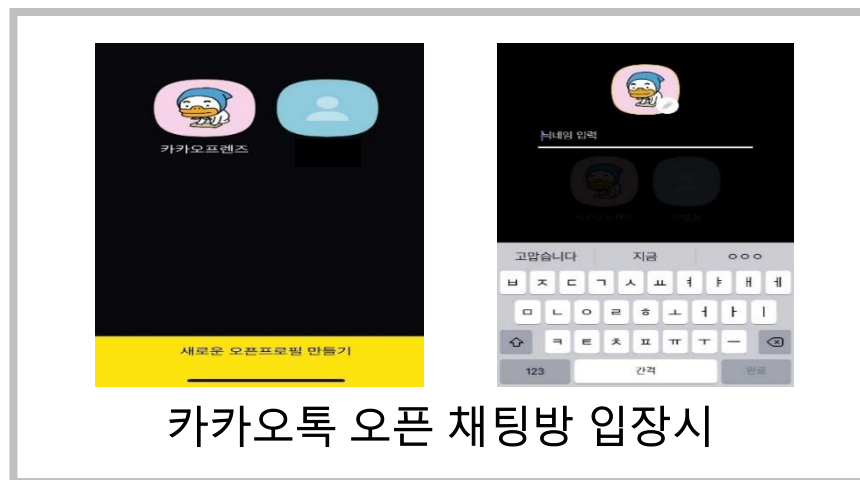 카카오프렌즈
새로운 오픈프로필 만들기
닉네임 입력
고맙습니다 지금 ㅇㅇㅇ
ㅂ ㅈ ㄷ ㄱ ㅅ ㅛ ㅕ ㅑ ㅐ ㅔ
ㅁ ㄴ ㅇ ㄹ ㅎ ㅗ ㅓ ㅏ ㅣ
ㅋ ㅌ ㅊ ㅍ ㅠ ㅜ ㅡ
123 간격 완료
카카오톡 오픈 채팅방 입장시